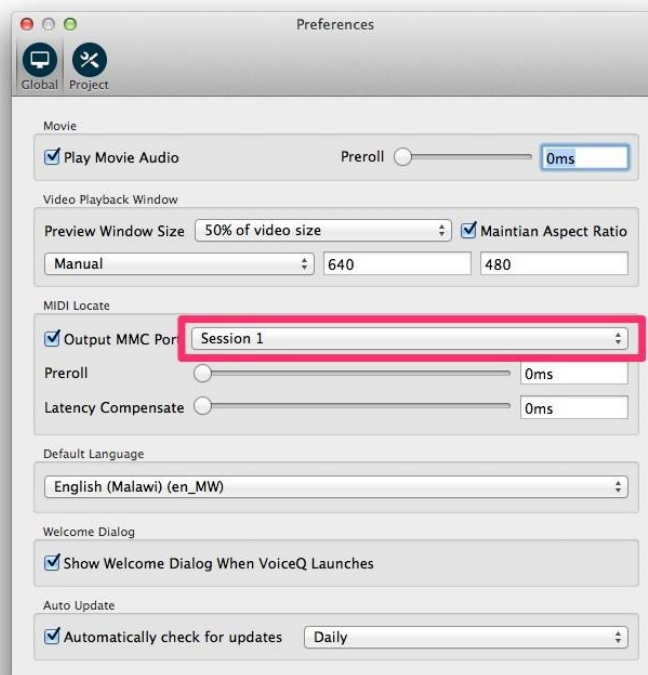 Preferences
Global Project
Movie
Play Movie Audio Preroll 0ms
Video Playback Window
Preview Window Size 50% of video size Maintian Aspect Ratio
Manual 640 480
MIDI Locate
Output MMC Por Session 1
Preroll 0ms
Latency Compensate 0ms
Default Language
English (Malawi) (en_MW)
Welcome Dialog
Show Welcome Dialog When VoiceQ Launches
Auto Update
Automatically check for updates Daily